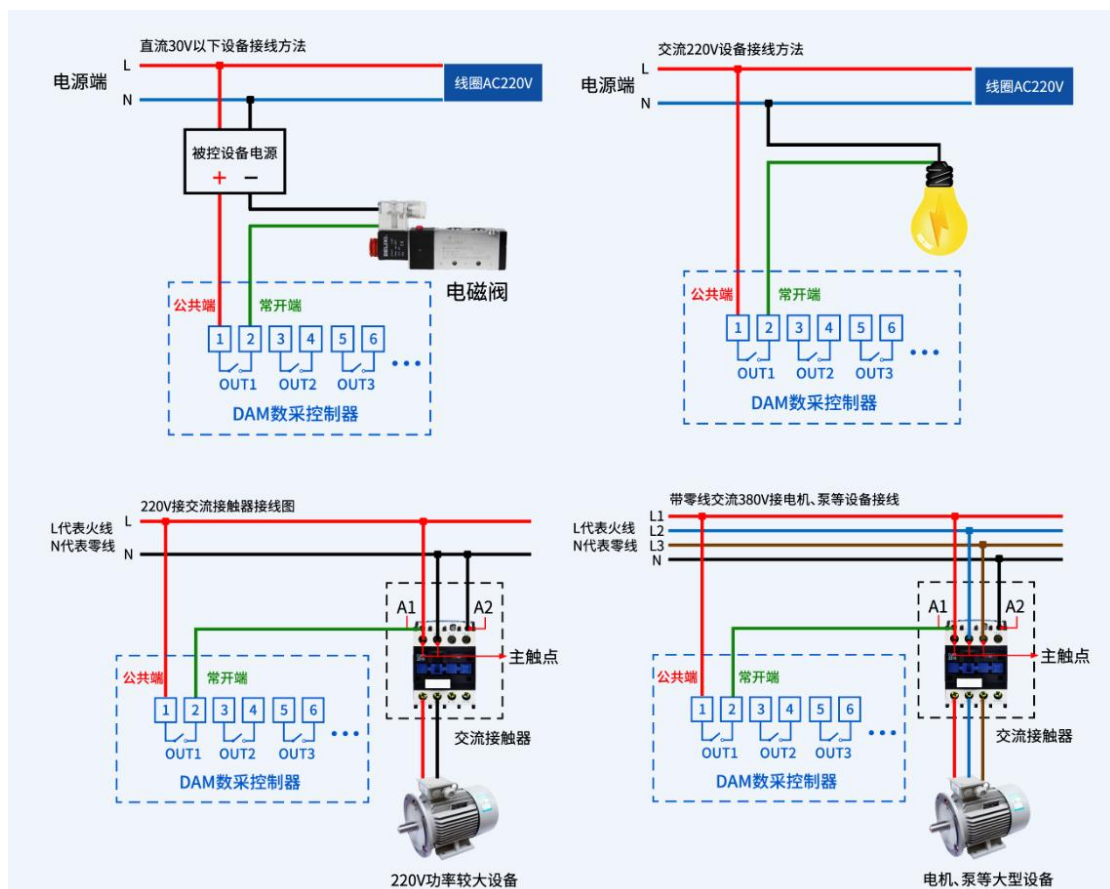 直流30V以下设备接线方法
L
电源端
线圈AC220V
N
被控设备电源
+ −
电磁阀
公共端
常开端
1 2 3 4 5 6
OUT1 OUT2 OUT3
DAM数采控制器
交流220V设备接线方法
L
电源端
线圈AC220V
N
公共端
常开端
1 2 3 4 5 6
OUT1 OUT2 OUT3
DAM数采控制器
220V接交流接触器接线图
L代表火线
L
N代表零线
N
A1 A2
主触点
公共端
常开端
1 2 3 4 5 6
OUT1 OUT2 OUT3
交流接触器
DAM数采控制器
220V功率较大设备
带零线交流380V接电机、泵等设备接线
L1
L代表火线
L2
N代表零线
L3
N
A1 A2
主触点
公共端
常开端
1 2 3 4 5 6
OUT1 OUT2 OUT3
交流接触器
DAM数采控制器
电机、泵等大型设备